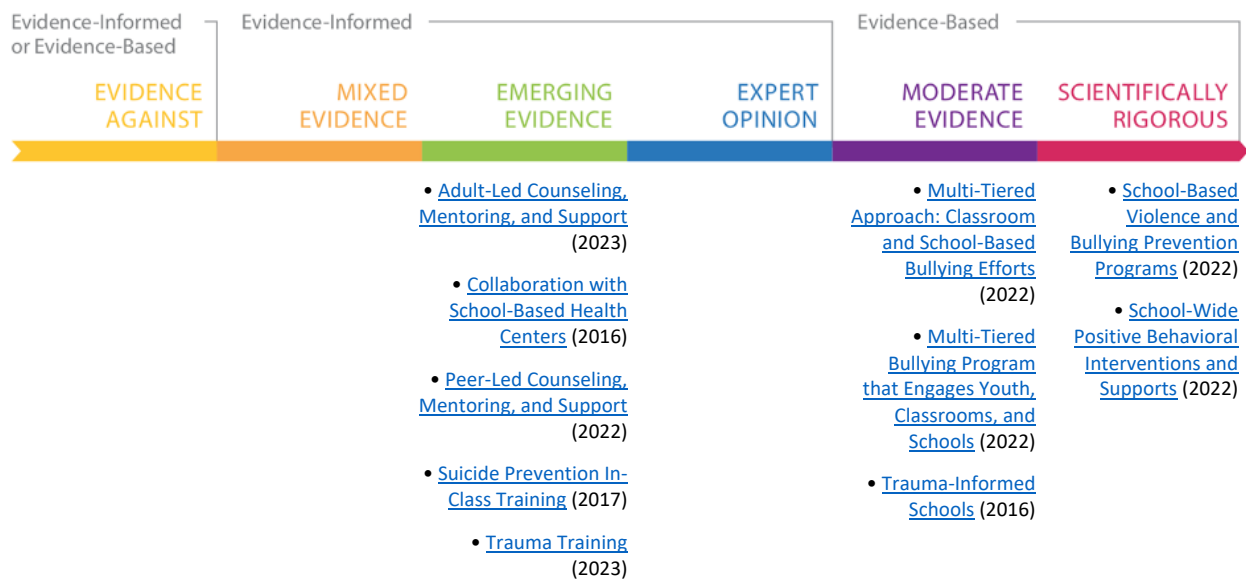 Evidence-Informed
or Evidence-Based
Evidence-Informed
Evidence-Based
EVIDENCE
AGAINST
MIXED
EVIDENCE
EMERGING
EVIDENCE
EXPERT
OPINION
MODERATE
EVIDENCE
SCIENTIFICALLY
RIGOROUS
• Adult-Led Counseling,
Mentoring, and Support
(2023)
• Collaboration with
School-Based Health
Centers (2016)
• Peer-Led Counseling,
Mentoring, and Support
(2022)
• Suicide Prevention In-
Class Training (2017)
• Trauma Training
(2023)
• Multi-Tiered
Approach: Classroom
and School-Based
Bullying Efforts
(2022)
• Multi-Tiered
Bullying Program
that Engages Youth,
Classrooms, and
Schools (2022)
• Trauma-Informed
Schools (2016)
• School-Based
Violence and
Bullying Prevention
Programs (2022)
• School-Wide
Positive Behavioral
Interventions and
Supports (2022)